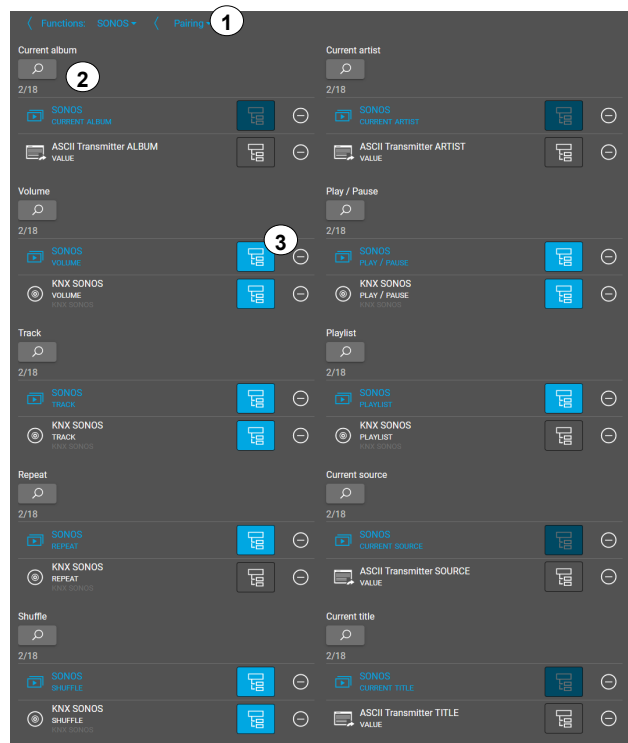 Functions: SONOS Pairing
1
Current album
2
2/18
SONOS
CURRENT ALBUM
ASCII Transmitter ALBUM
VALUE
Current artist
2/18
SONOS
CURRENT ARTIST
ASCII Transmitter ARTIST
VALUE
Volume
2/18
3
SONOS
VOLUME
KNX SONOS
VOLUME
KNX SONOS
Play / Pause
2/18
SONOS
PLAY / PAUSE
KNX SONOS
PLAY / PAUSE
KNX SONOS
Track
2/18
SONOS
TRACK
KNX SONOS
TRACK
KNX SONOS
Playlist
2/18
SONOS
PLAYLIST
KNX SONOS
PLAYLIST
KNX SONOS
Repeat
2/18
SONOS
REPEAT
KNX SONOS
REPEAT
KNX SONOS
Current source
2/18
SONOS
CURRENT SOURCE
ASCII Transmitter SOURCE
VALUE
Shuffle
2/18
SONOS
SHUFFLE
KNX SONOS
SHUFFLE
KNX SONOS
Current title
2/18
SONOS
CURRENT TITLE
ASCII Transmitter TITLE
VALUE